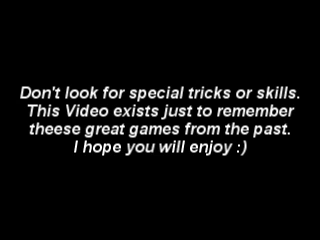 Don't look for special tricks or skills.
This Video exists just to remember
theese great games from the past.
I hope you will enjoy :)